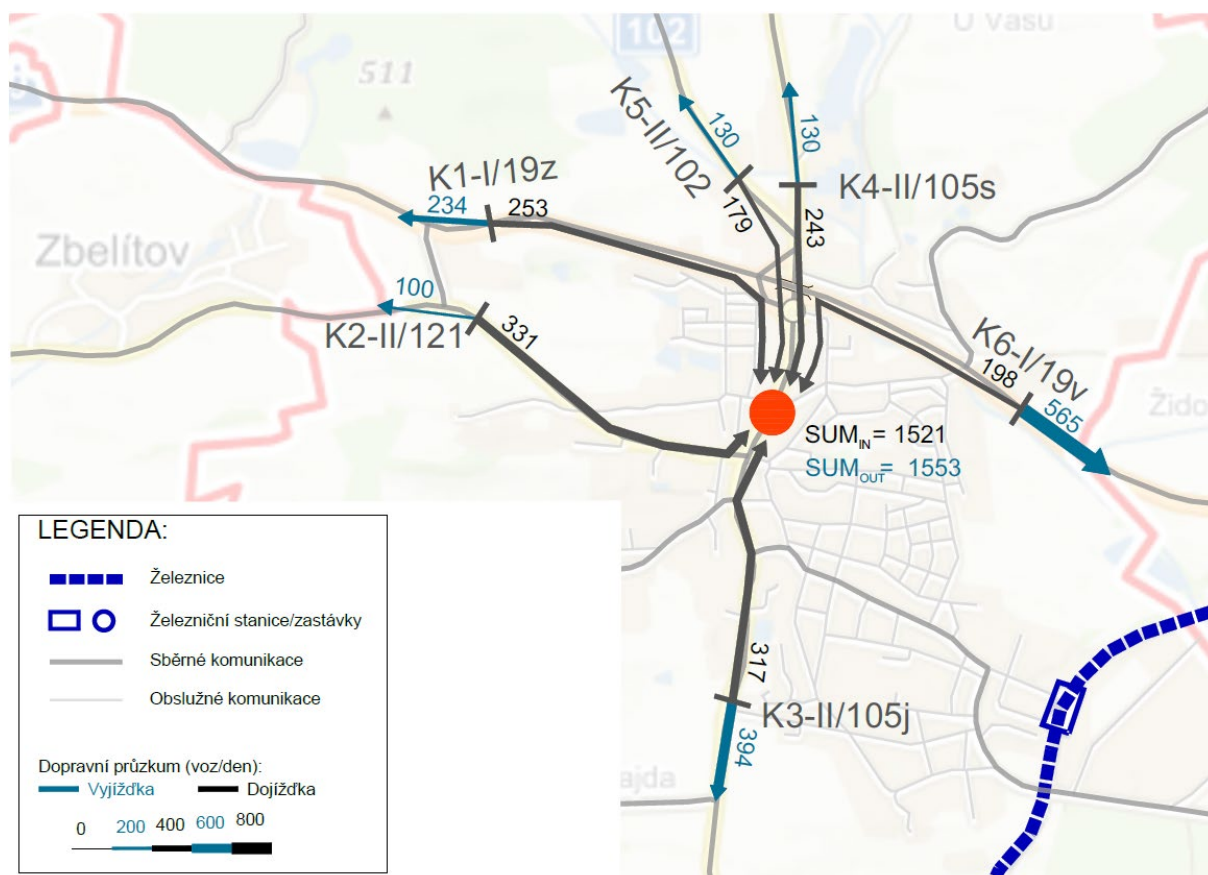 102
U Vasu
511
K5-II/102
130
130
K1-I/19z
K4-II/105s
234
253
179
243
Zbelítov
100
K2-II/121
331
K6-I/19v
198
565
Žido
SUM_IN = 1521
SUM_OUT = 1553
317
K3-II/105j
394
ajda
LEGENDA:
Železnice
Železniční stanice/zastávky
Sběrné komunikace
Obslužné komunikace
Dopravní průzkum (voz/den):
Vyjížďka Dojížďka
0 200 400 600 800